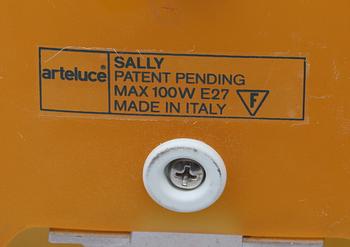 arteluce
SALLY
PATENT PENDING
MAX 100W E27
MADE IN ITALY
F